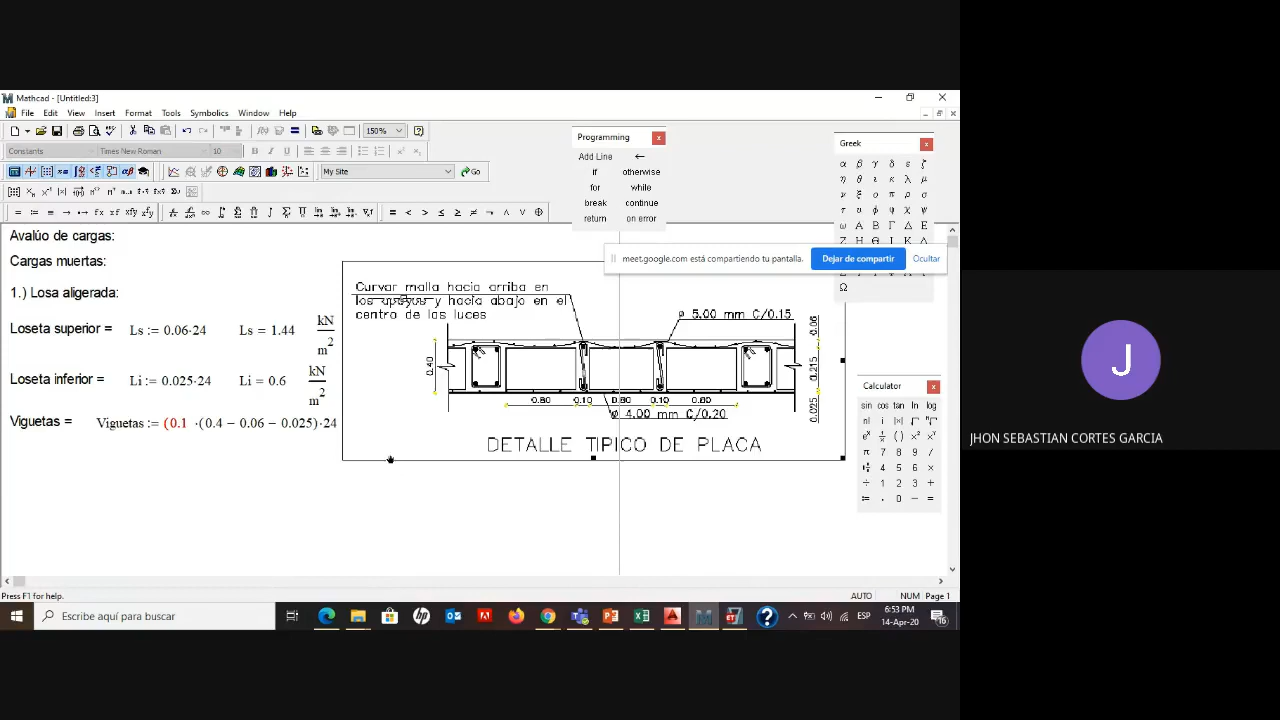 Mathcad - [Untitled:3]
File Edit View Insert Format Tools Symbolics Window Help
150%
Constants Times New Roman 10 B I U
My Site Go
Programming
Add Line ←
if otherwise
for while
break continue
return on error
Greek
α β γ δ ε ζ
η θ ι κ λ μ
ν ξ ο π ρ σ
τ υ φ χ ψ
ω Α Β Γ Δ Ε
Ζ Η Θ Ι Κ Λ
Ω
meet.google.com está compartiendo tu pantalla. Dejar de compartir Ocultar
Avalúo de cargas:
Cargas muertas:
1.) Losa aligerada:
Loseta superior = Ls := 0.06·24 Ls = 1.44 kN/m²
Loseta inferior = Li := 0.025·24 Li = 0.6 kN/m²
Viguetas = Viguetas := (0.1 ·(0.4 − 0.06 − 0.025)·24
Curvar malla hacia arriba en
los apoyos y hacia abajo en el
centro de las luces
ø 5.00 mm C/0.15
0.06
0.40
0.215
0.80 0.10 0.80 0.10 0.80
0.025
ø 4.00 mm C/0.20
DETALLE TIPICO DE PLACA
Calculator
sin cos tan ln log
n! i |×| √ ⁿ√
eˣ 1/x ( ) x² xʸ
π 7 8 9 /
4 5 6 ×
÷ 1 2 3 +
:= . 0 − =
J
JHON SEBASTIAN CORTES GARCIA
Press F1 for help. AUTO NUM Page 1
Escribe aquí para buscar
ESP
6:53 PM
14-Apr-20
16